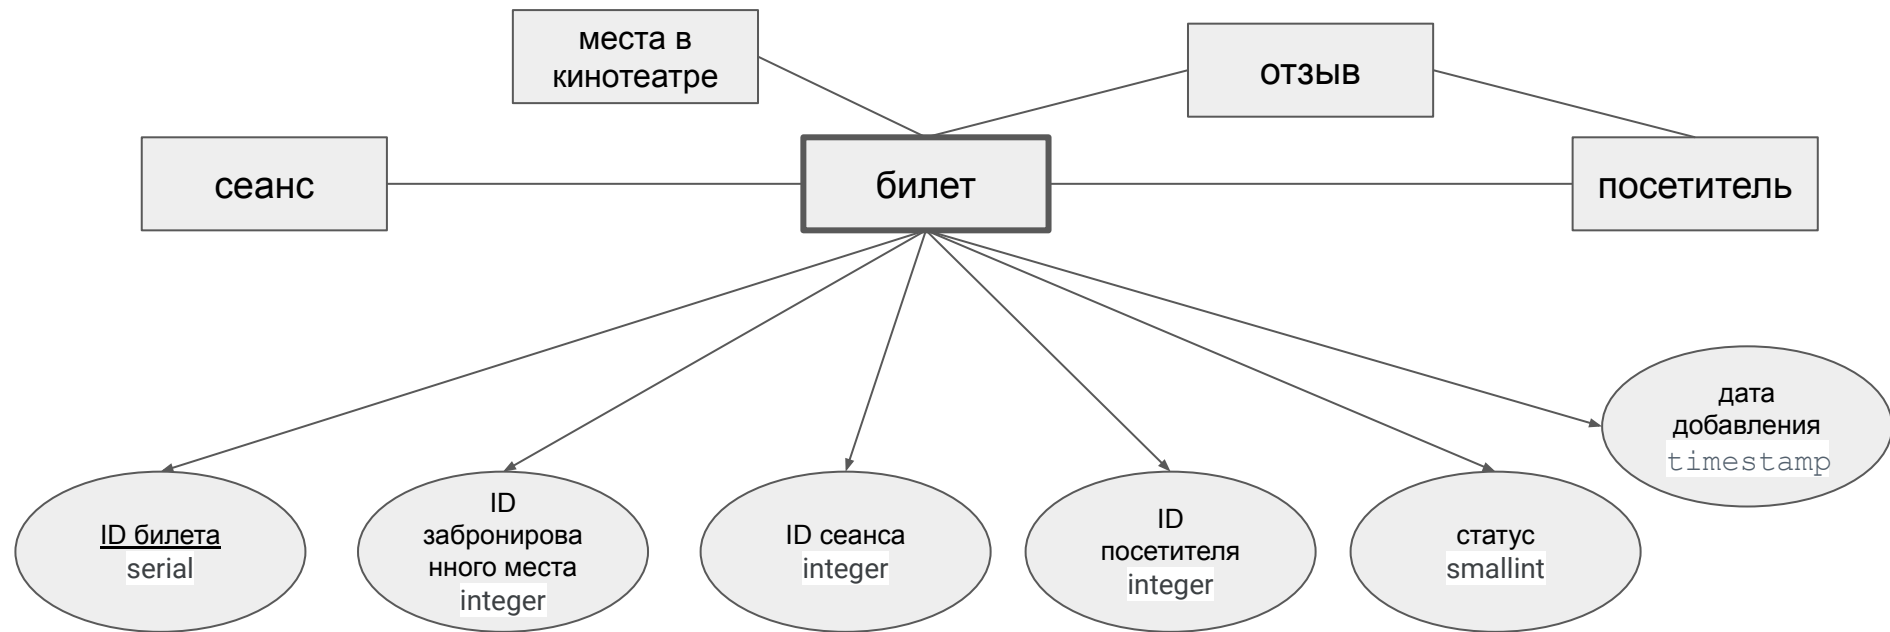 места в
кинотеатре
отзыв
сеанс
билет
посетитель
дата
добавления
timestamp
ID билета
serial
ID
заброниров​а
нного места
integer
ID сеанса
integer
ID
посетителя
integer
статус
smallint